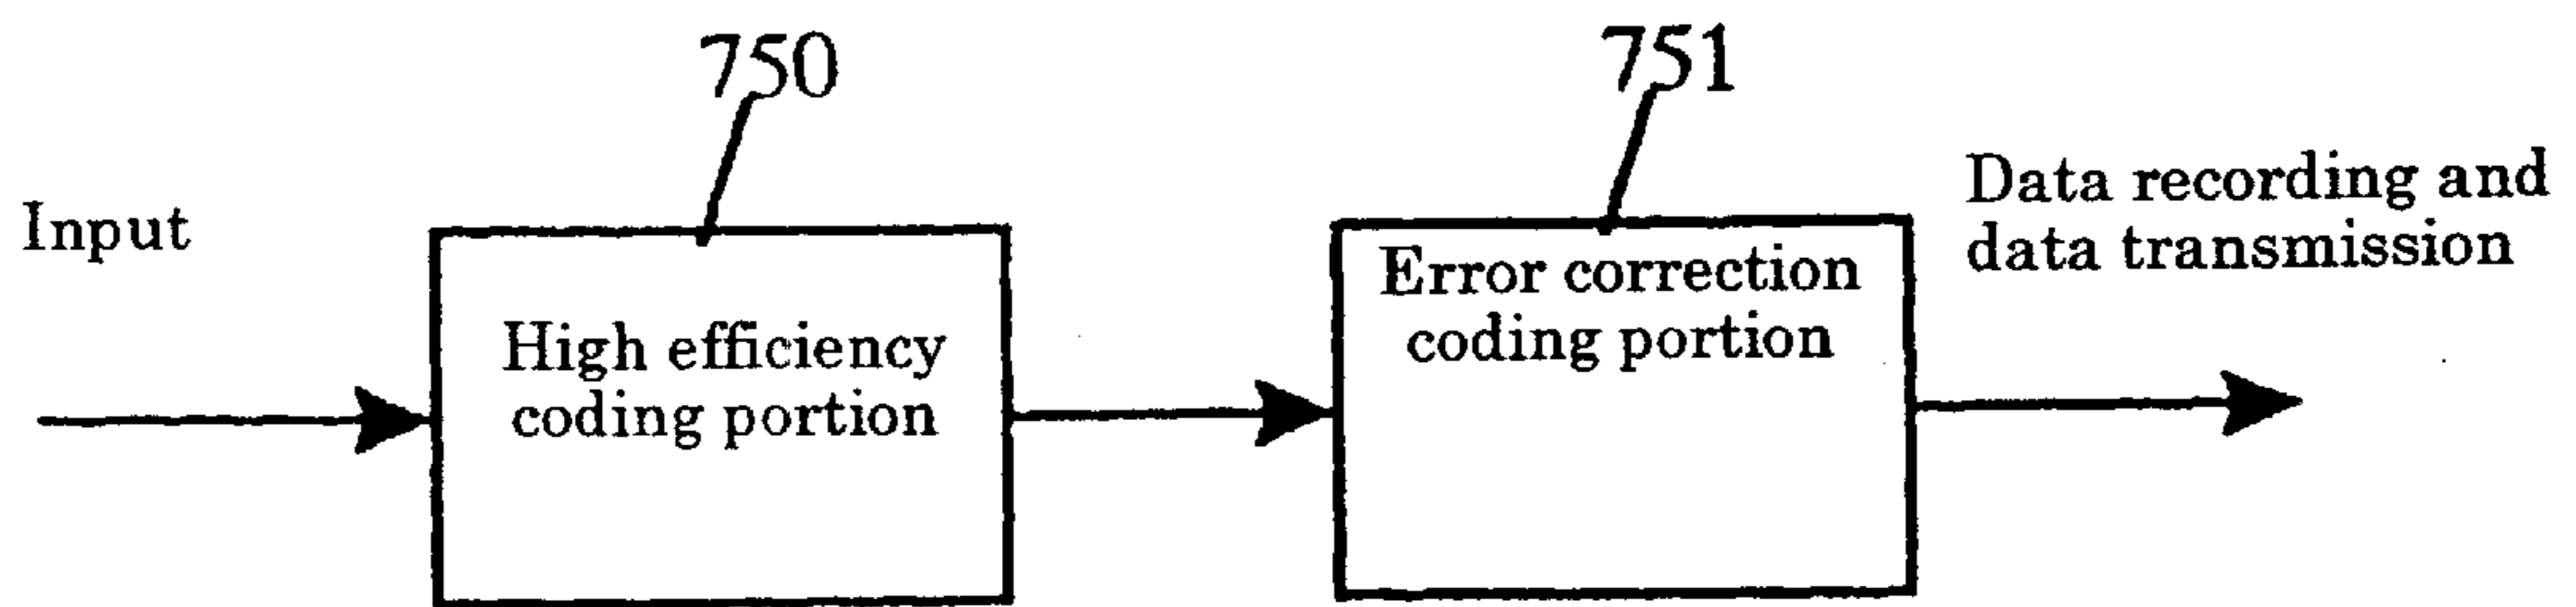 750
751
Input
Data recording and
data transmission
High efficiency
coding portion
Error correction
coding portion